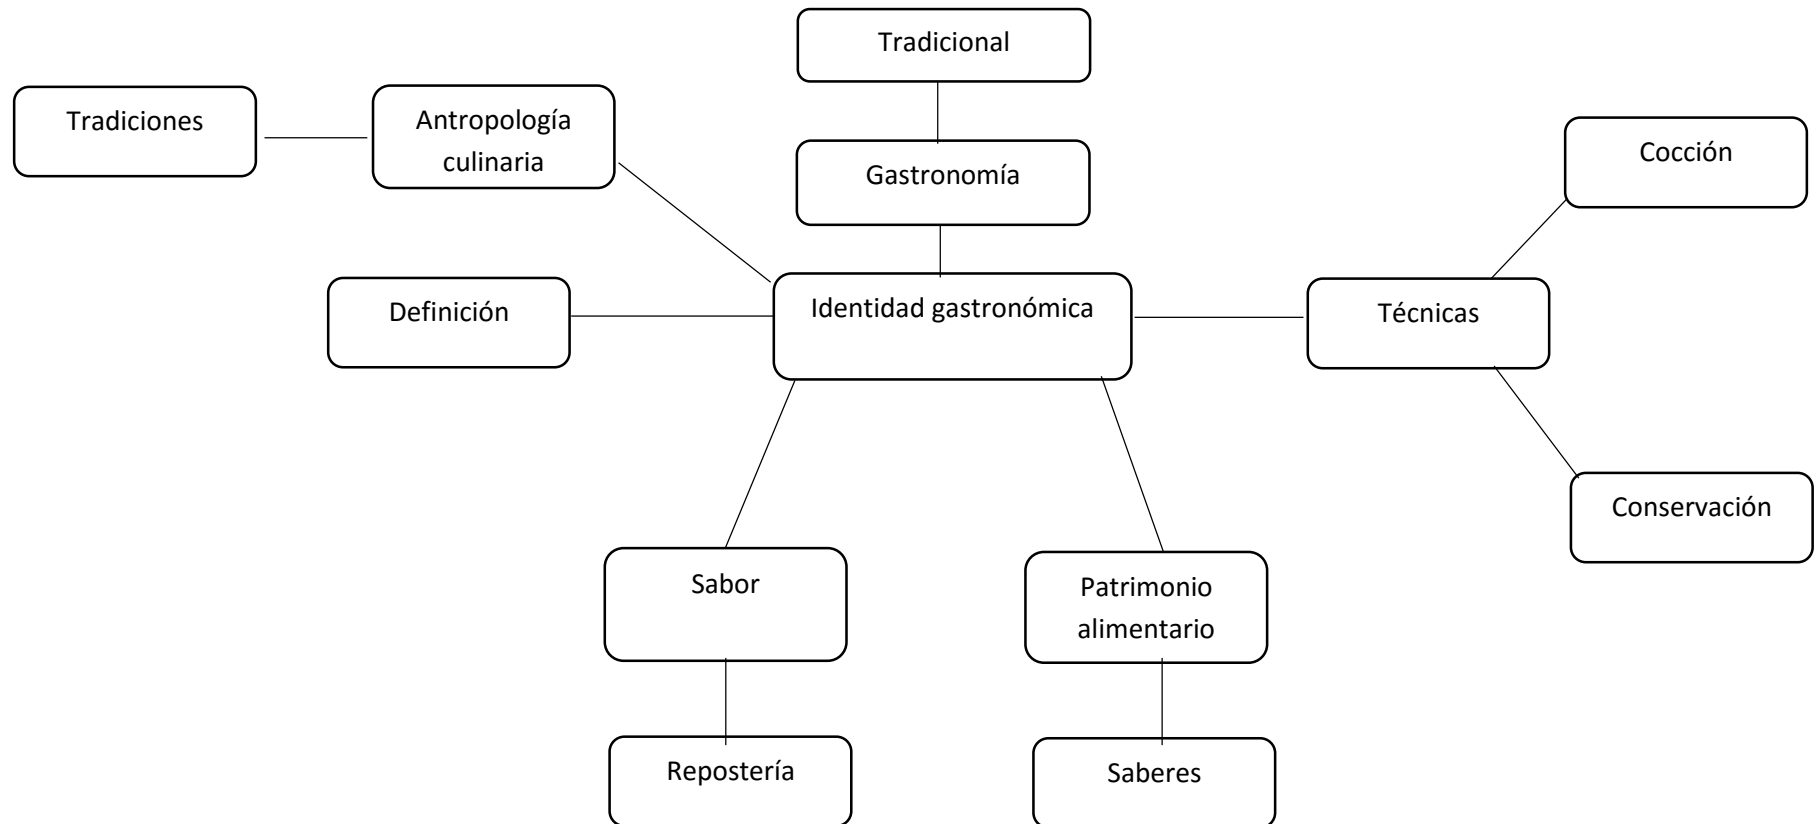 Tradicional
Tradiciones
Antropología
culinaria
Gastronomía
Cocción
Definición
Identidad gastronómica
Técnicas
Conservación
Sabor
Patrimonio
alimentario
Repostería
Saberes